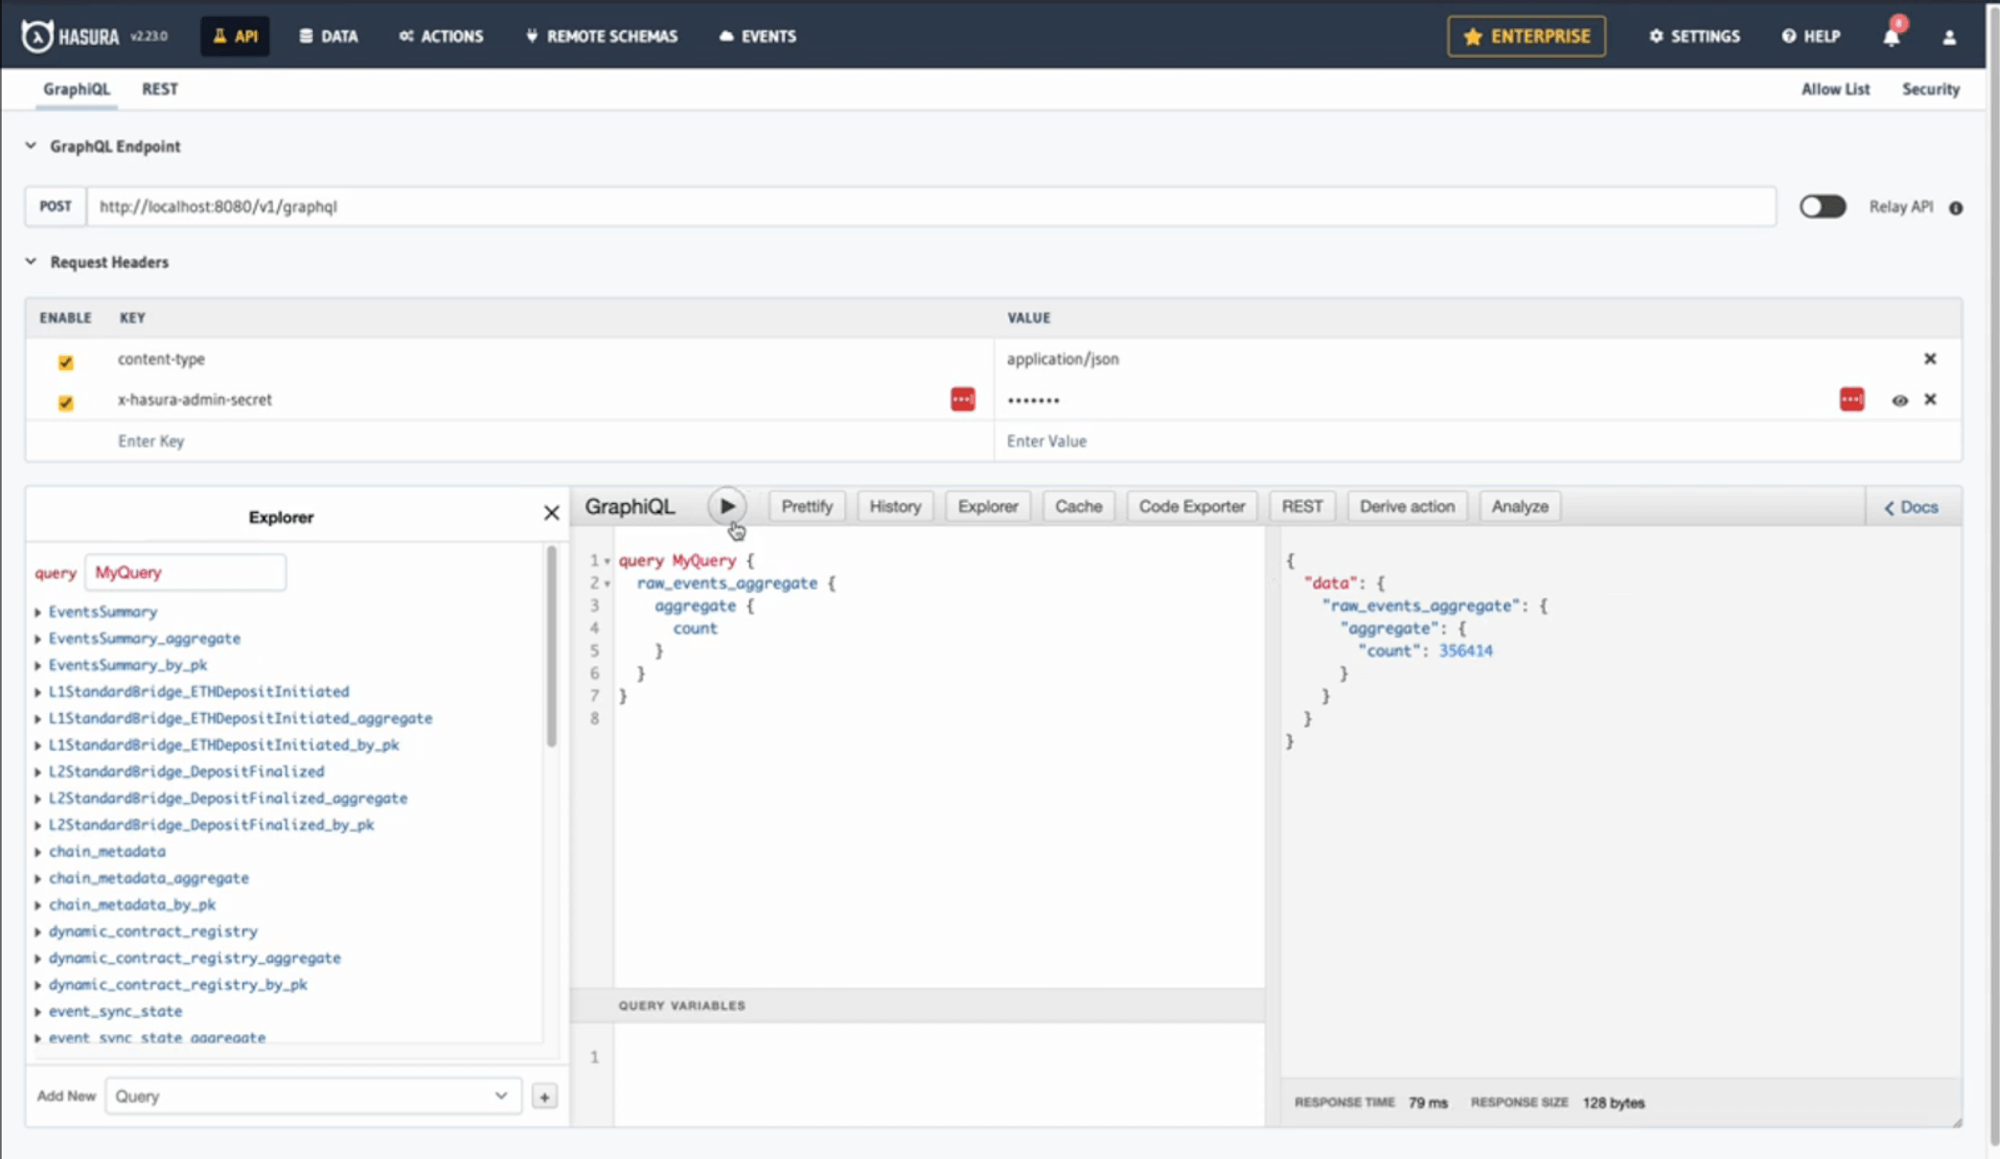 HASURA v2.23.0 API DATA ACTIONS REMOTE SCHEMAS EVENTS ENTERPRISE SETTINGS HELP 8
GraphiQL REST Allow List Security
GraphQL Endpoint
POST http://localhost:8080/v1/graphql Relay API
Request Headers
ENABLE KEY VALUE
content-type application/json
x-hasura-admin-secret •••••••
Enter Key Enter Value
Explorer
query MyQuery
EventsSummary
EventsSummary_aggregate
EventsSummary_by_pk
L1StandardBridge_ETHDepositInitiated
L1StandardBridge_ETHDepositInitiated_aggregate
L1StandardBridge_ETHDepositInitiated_by_pk
L2StandardBridge_DepositFinalized
L2StandardBridge_DepositFinalized_aggregate
L2StandardBridge_DepositFinalized_by_pk
chain_metadata
chain_metadata_aggregate
chain_metadata_by_pk
dynamic_contract_registry
dynamic_contract_registry_aggregate
dynamic_contract_registry_by_pk
event_sync_state
event_sync_state_aggregate
Add New Query +
GraphiQL Prettify History Explorer Cache Code Exporter REST Derive action Analyze Docs
1 query MyQuery {
2 raw_events_aggregate {
3 aggregate {
4 count
5 }
6 }
7 }
8
QUERY VARIABLES
1
{
"data": {
"raw_events_aggregate": {
"aggregate": {
"count": 356414
}
}
}
}
RESPONSE TIME 79 ms RESPONSE SIZE 128 bytes